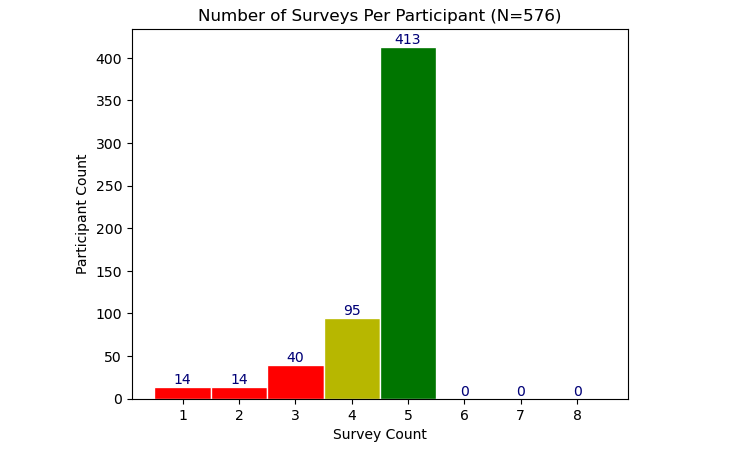 Number of Surveys Per Participant (N=576)
413
400
350
300
250
200
150
100
50
0
Participant Count
95
40
14 14
0 0 0
1 2 3 4 5 6 7 8
Survey Count